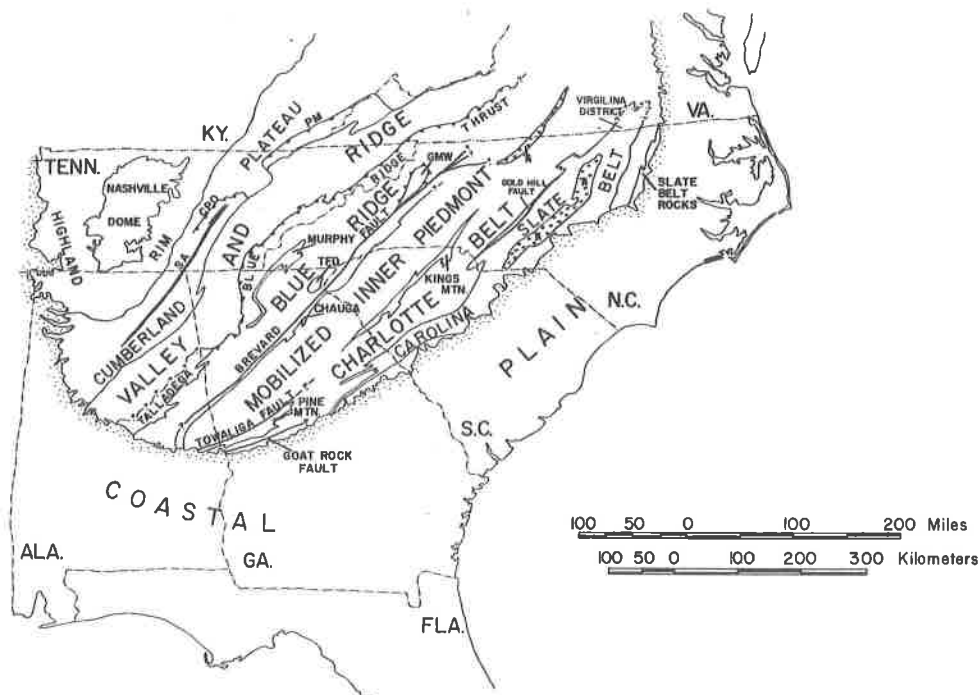 KY.
VA.
TENN.
NASHVILLE
DOME
HIGHLAND
RIM
PLATEAU
PM
CUMBERLAND
SA
VALLEY
AND
RIDGE
BLUE
RIDGE
THRUST
GMW
VIRGILINA
DISTRICT
SLATE
BELT
ROCKS
GOLD HILL
FAULT
MURPHY
TFD
BLUE
RIDGE
BREVARD
FAULT
CHAUGA
MOBILIZED
INNER
PIEDMONT
KINGS
MTN.
CHARLOTTE
BELT
CAROLINA
SLATE
BELT
TALLADEGA
TOWALIGA FAULT
PINE
MTN.
GOAT ROCK
FAULT
N.C.
S.C.
COASTAL
PLAIN
ALA.
GA.
FLA.
100 50 0 100 200 Miles
100 50 0 100 200 300 Kilometers